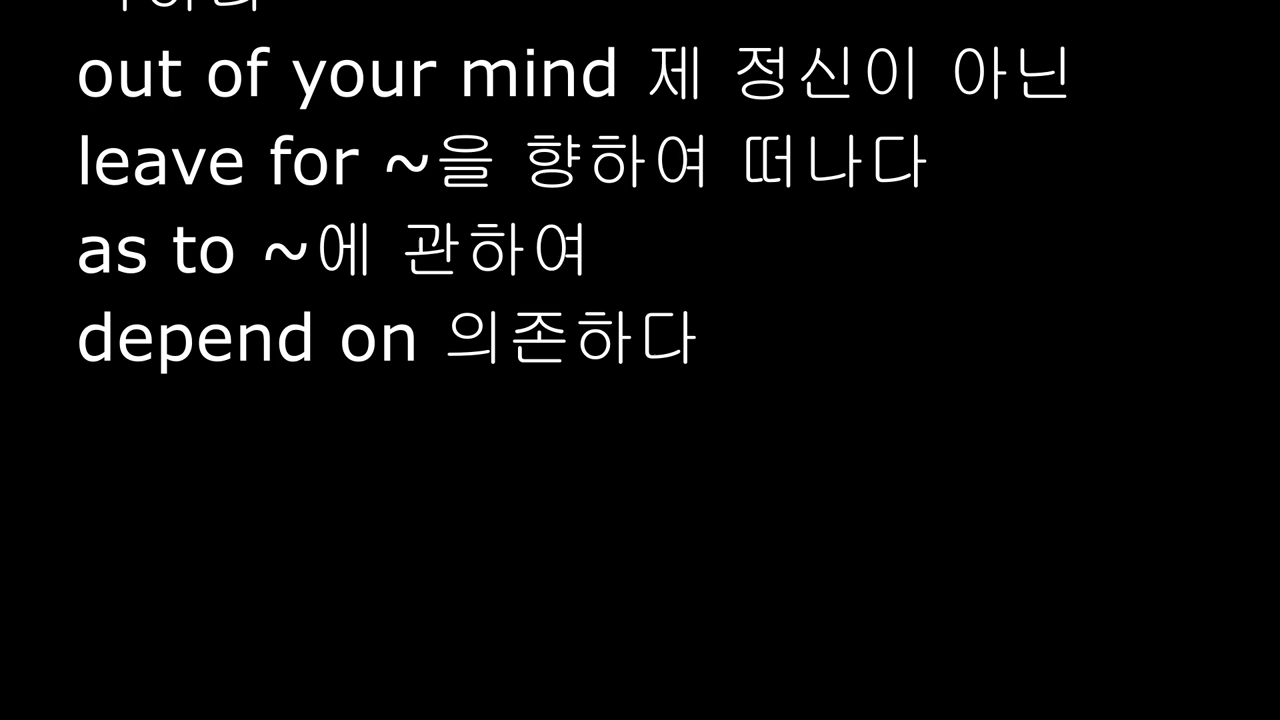 out of your mind 제 정신이 아닌
leave for ~을 향하여 떠나다
as to ~에 관하여
depend on 의존하다